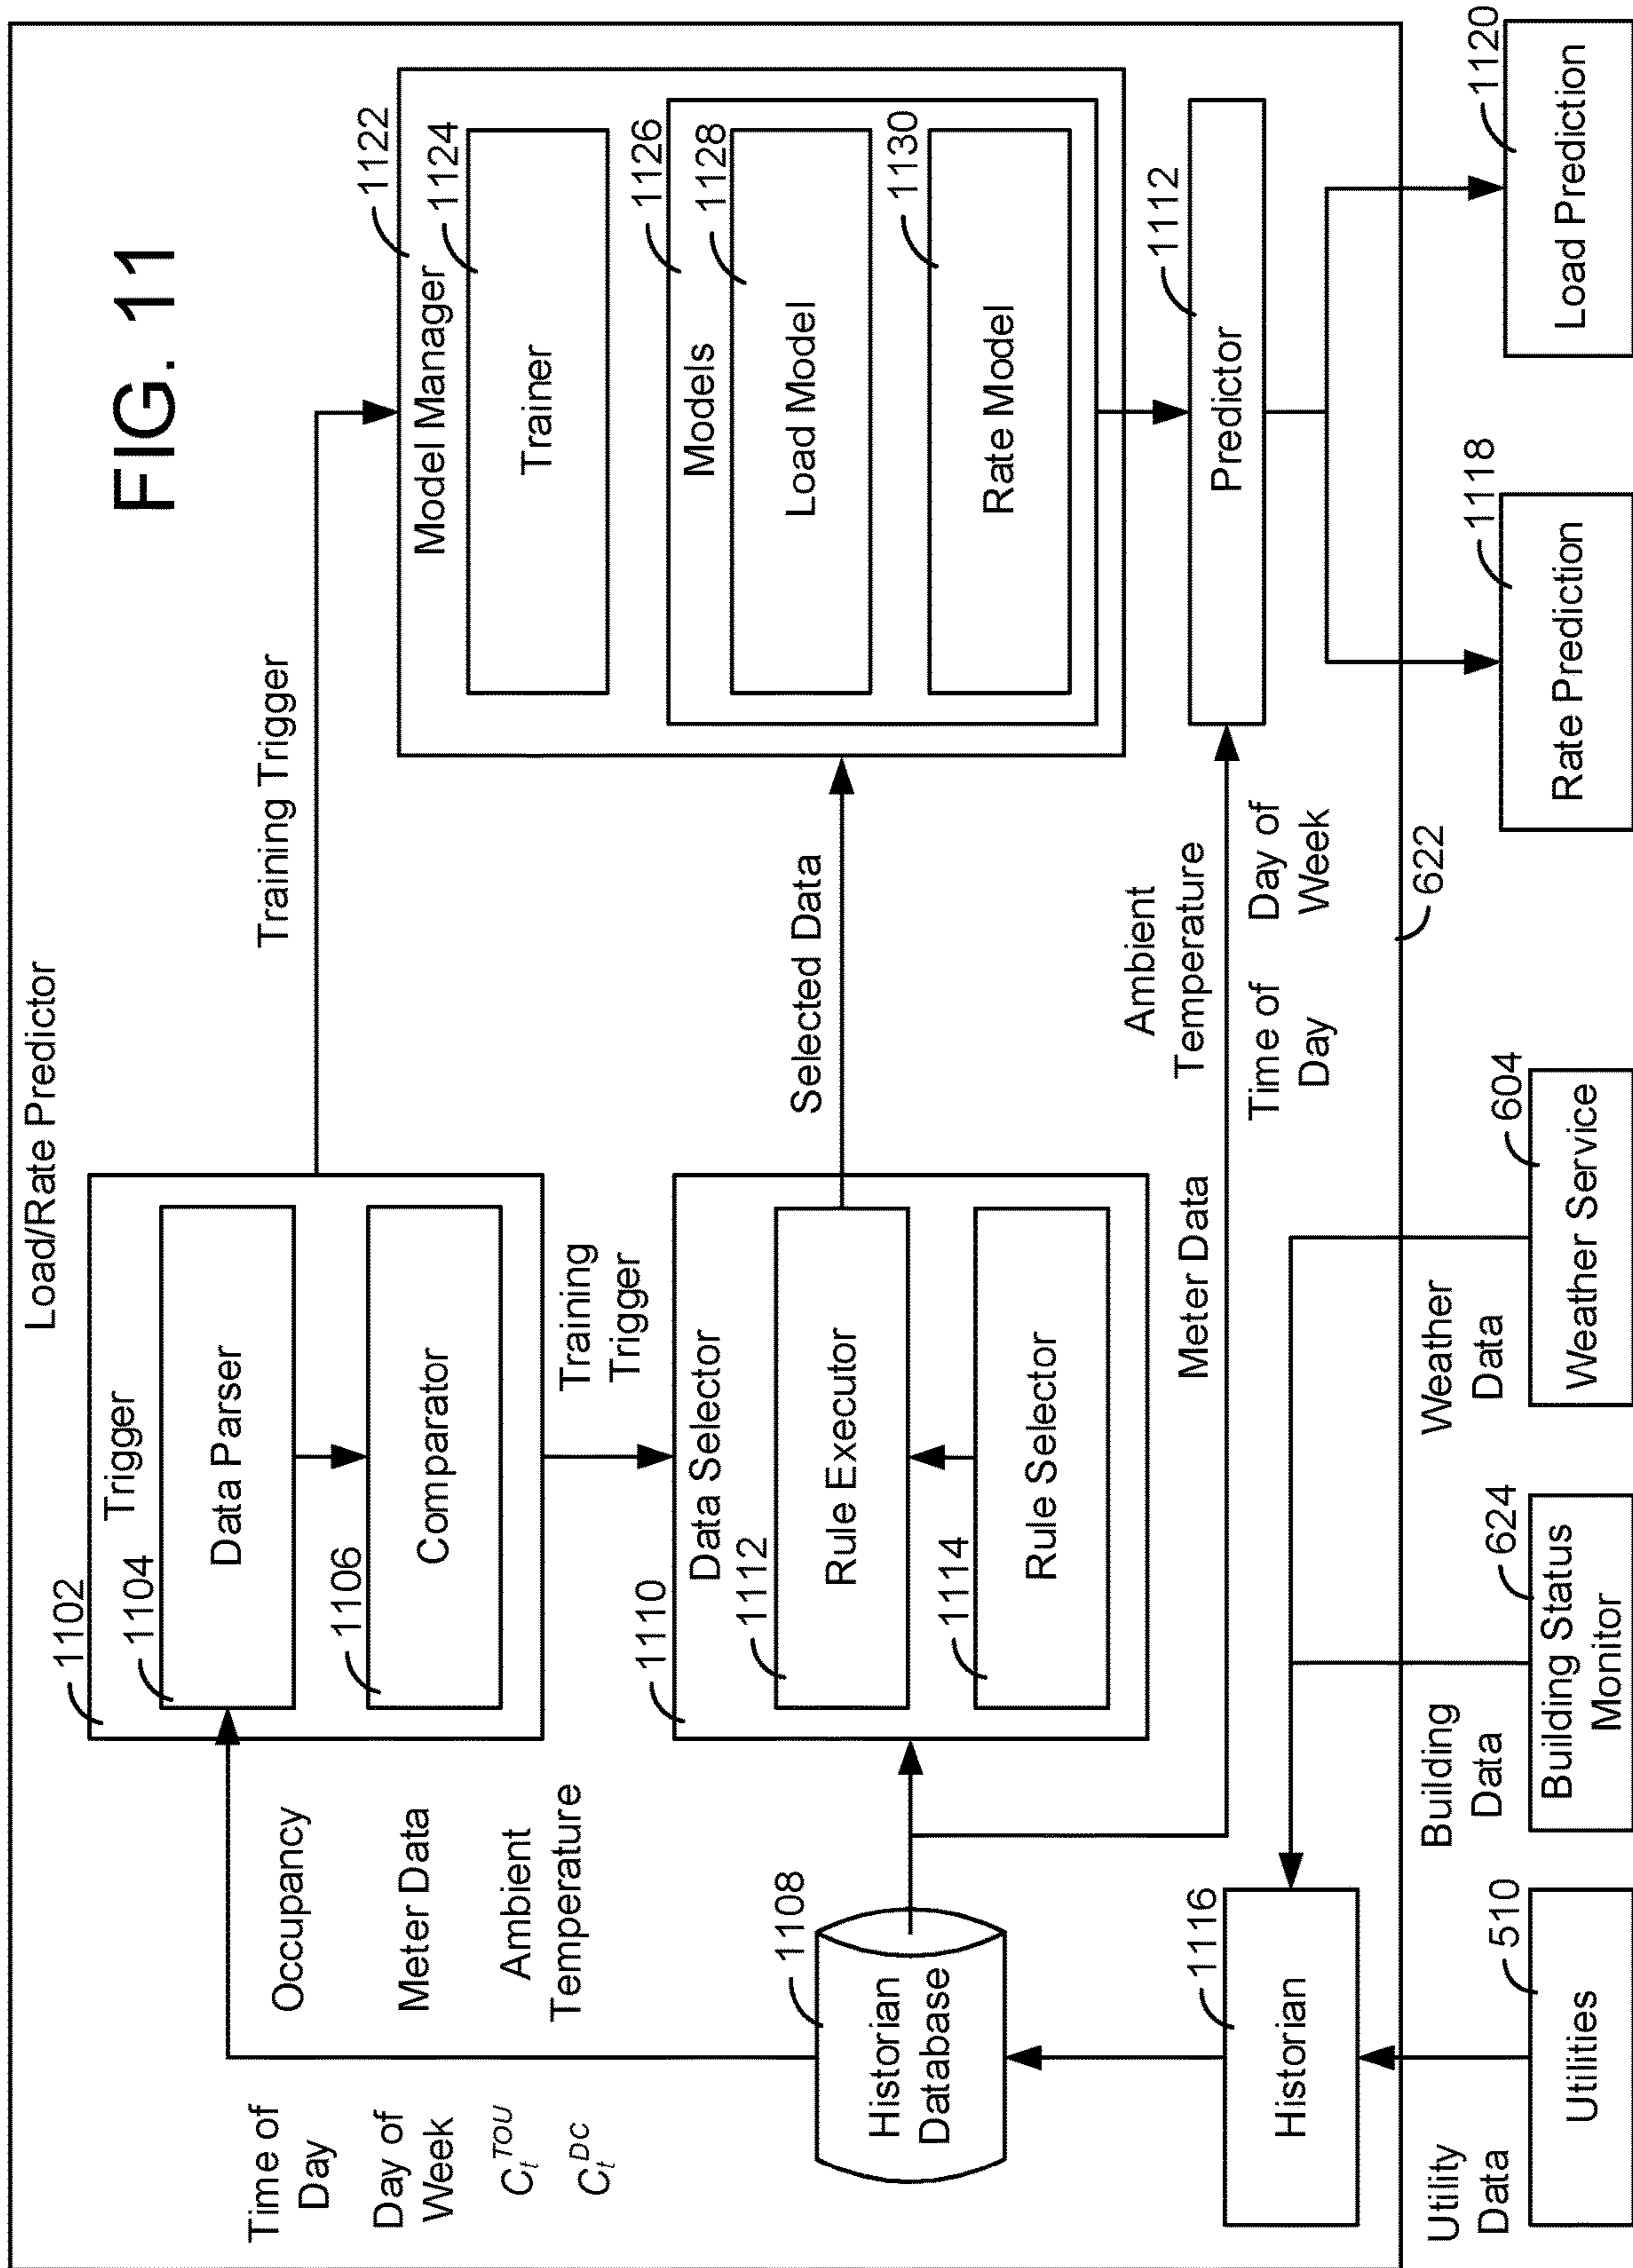 FIG. 11
Load/Rate Predictor
1102
Trigger
1104
Data Parser
1106
Comparator
Training Trigger
1122
Model Manager
1124
Trainer
1126
Models
1128
Load Model
1130
Rate Model
Time of
Day
Day of
Week
C_t^TOU
C_t^DC
Occupancy
Meter Data
Ambient
Temperature
Training
Trigger
1110
Data Selector
1112
Rule Executor
1114
Rule Selector
Selected Data
1108
Historian
Database
Meter Data
Ambient
Temperature
Time of
Day
Day of
Week
1112
Predictor
1116
Historian
622
Utility
Data
Building
Data
Weather
Data
510
Utilities
624
Building Status
Monitor
604
Weather Service
1118
Rate Prediction
1120
Load Prediction